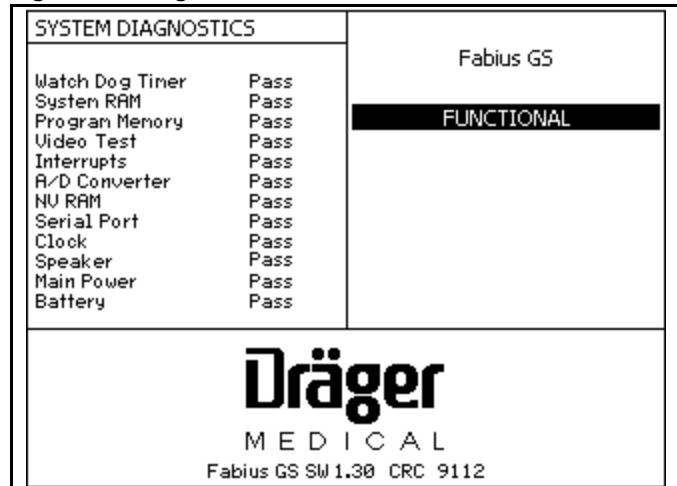 SYSTEM DIAGNOSTICS
Watch Dog Timer Pass
System RAM Pass
Program Memory Pass
Video Test Pass
Interrupts Pass
A/D Converter Pass
NV RAM Pass
Serial Port Pass
Clock Pass
Speaker Pass
Main Power Pass
Battery Pass
Fabius GS
FUNCTIONAL
Dräger
MEDICAL
Fabius GS SW 1.30 CRC 9112